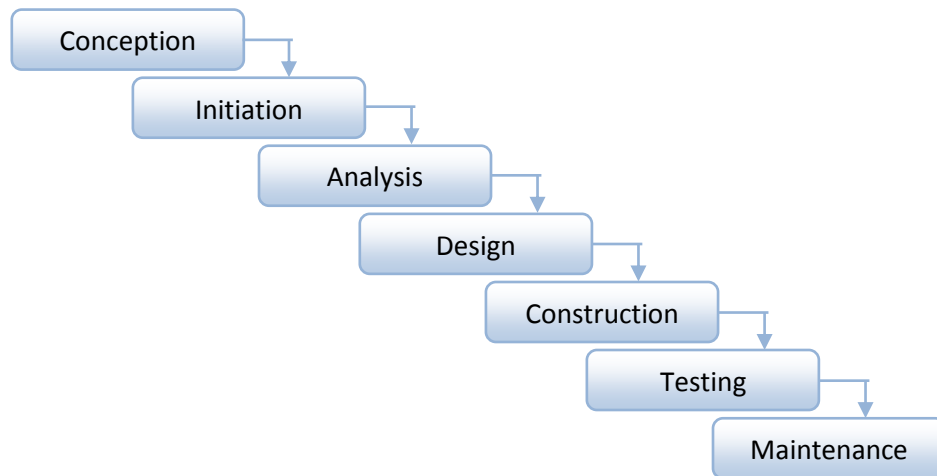 Conception
Initiation
Analysis
Design
Construction
Testing
Maintenance